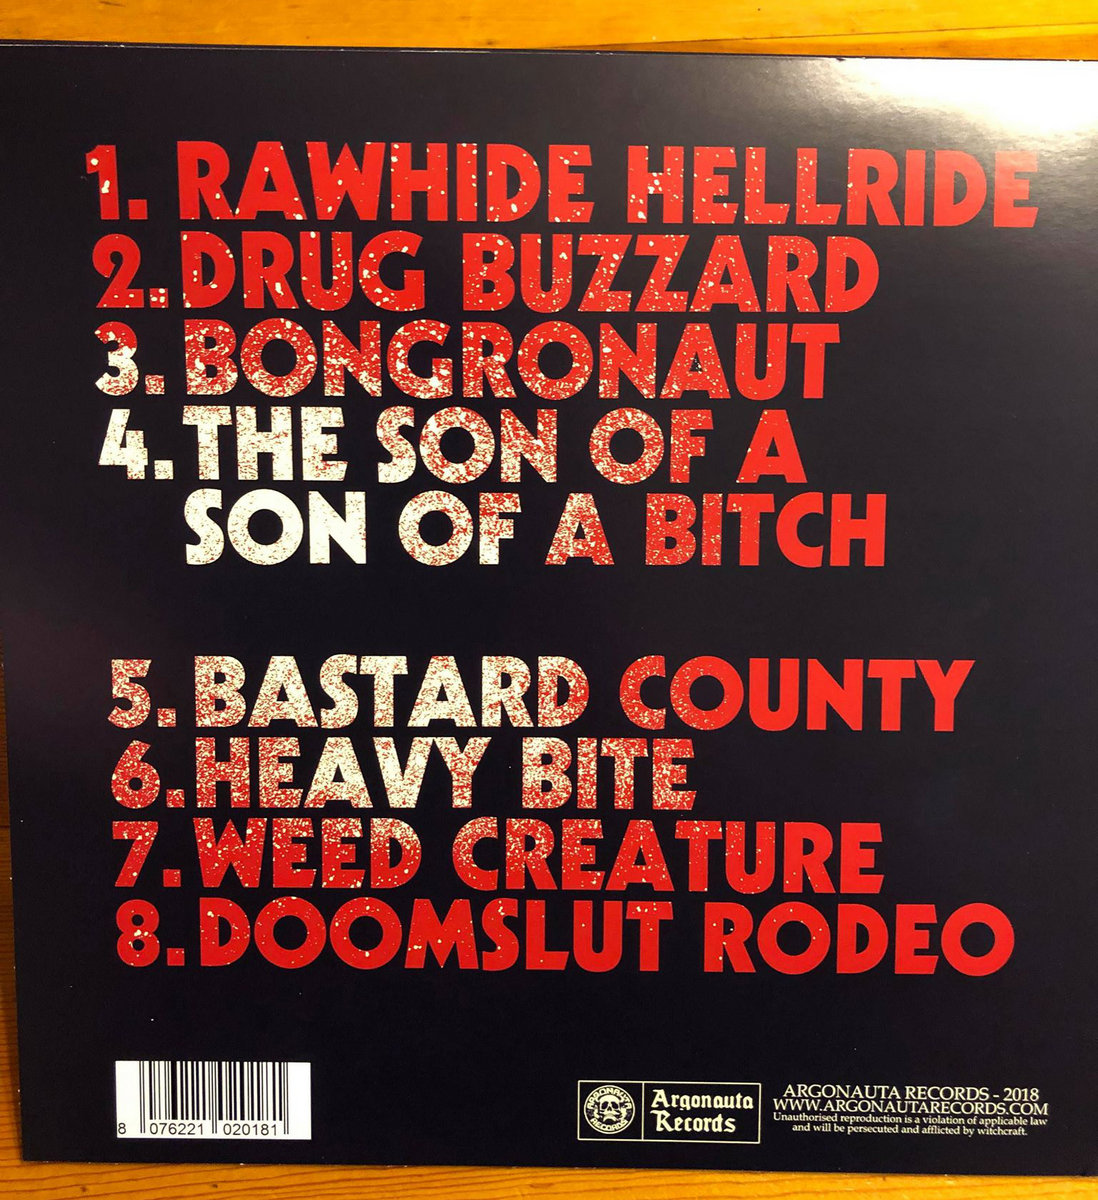 1. RAWHIDE HELLRIDE
2. DRUG BUZZARD
3. BONGRONAUT
4. THE SON OF A
SON OF A BITCH
5. BASTARD COUNTY
6. HEAVY BITE
7. WEED CREATURE
8. DOOMSLUT RODEO
8 076221 020181
ARGONAUTA
RECORDS
Argonauta
Records
ARGONAUTA RECORDS - 2018
WWW.ARGONAUTARECORDS.COM
Unauthorised reproduction is a violation of applicable law
and will be persecuted and afflicted by witchcraft.